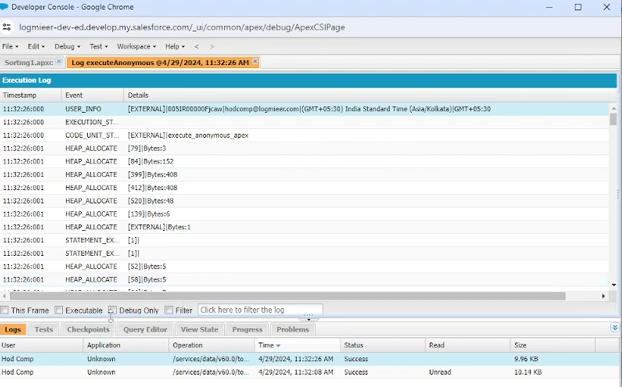 Developer Console - Google Chrome
logmieer-dev-ed.develop.my.salesforce.com/_ui/common/apex/debug/ApexCSIPage
File Edit Debug Test Workspace Help < >
Sorting1.apxc Log executeAnonymous @4/29/2024, 11:32:26 AM
Execution Log
Timestamp Event Details
11:32:26:000 USER_INFO [EXTERNAL]|005IR00000Fjcaw|hodcomp@logmieer.com|(GMT+05:30) India Standard Time (Asia/Kolkata)|GMT+05:30
11:32:26:000 EXECUTION_ST...
11:32:26:000 CODE_UNIT_ST... [EXTERNAL]|execute_anonymous_apex
11:32:26:001 HEAP_ALLOCATE [79]|Bytes:3
11:32:26:001 HEAP_ALLOCATE [84]|Bytes:152
11:32:26:001 HEAP_ALLOCATE [399]|Bytes:408
11:32:26:001 HEAP_ALLOCATE [412]|Bytes:408
11:32:26:001 HEAP_ALLOCATE [520]|Bytes:48
11:32:26:001 HEAP_ALLOCATE [139]|Bytes:6
11:32:26:001 HEAP_ALLOCATE [EXTERNAL]|Bytes:1
11:32:26:001 STATEMENT_EX... [1]|
11:32:26:001 STATEMENT_EX... [1]|
11:32:26:001 HEAP_ALLOCATE [52]|Bytes:5
11:32:26:001 HEAP_ALLOCATE [58]|Bytes:5
This Frame Executable Debug Only Filter Click here to filter the log
Logs Tests Checkpoints Query Editor View State Progress Problems
User Application Operation Time Status Read Size
Hod Comp Unknown /services/data/v60.0/to... 4/29/2024, 11:32:26 AM Success 9.96 KB
Hod Comp Unknown /services/data/v60.0/to... 4/29/2024, 11:32:08 AM Success Unread 10.14 KB